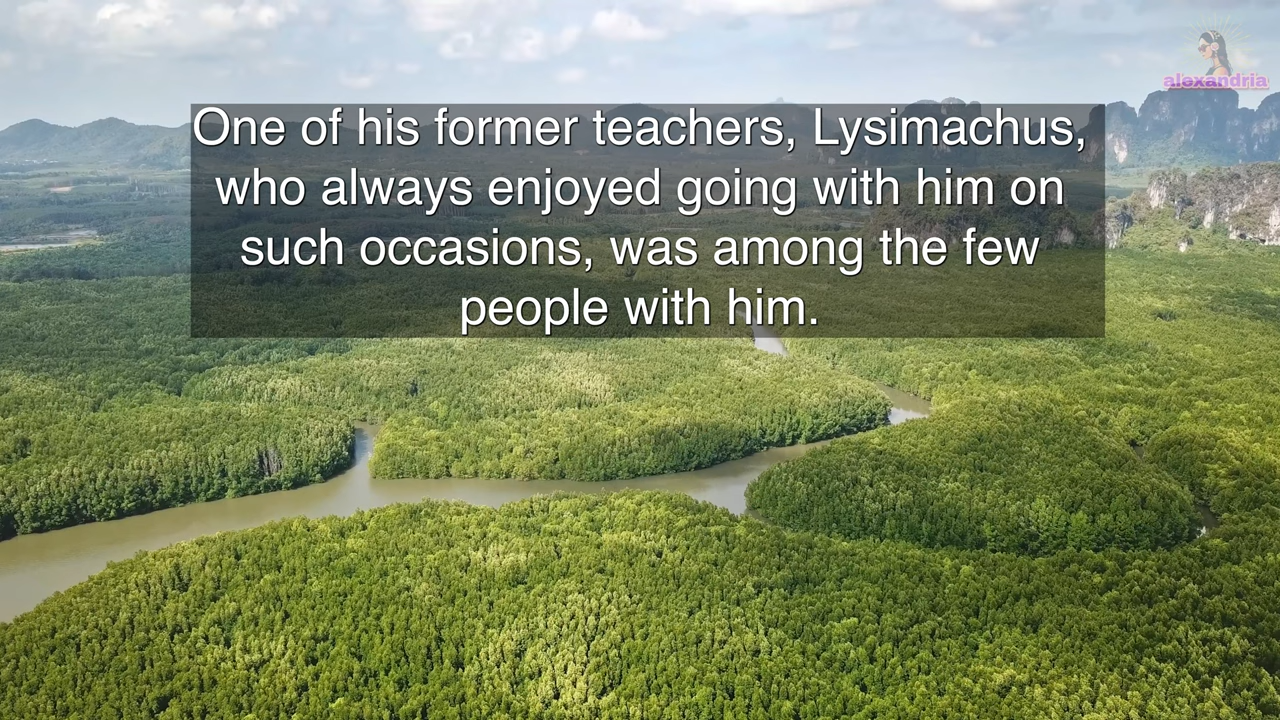 alexandria
One of his former teachers, Lysimachus,
who always enjoyed going with him on
such occasions, was among the few
people with him.